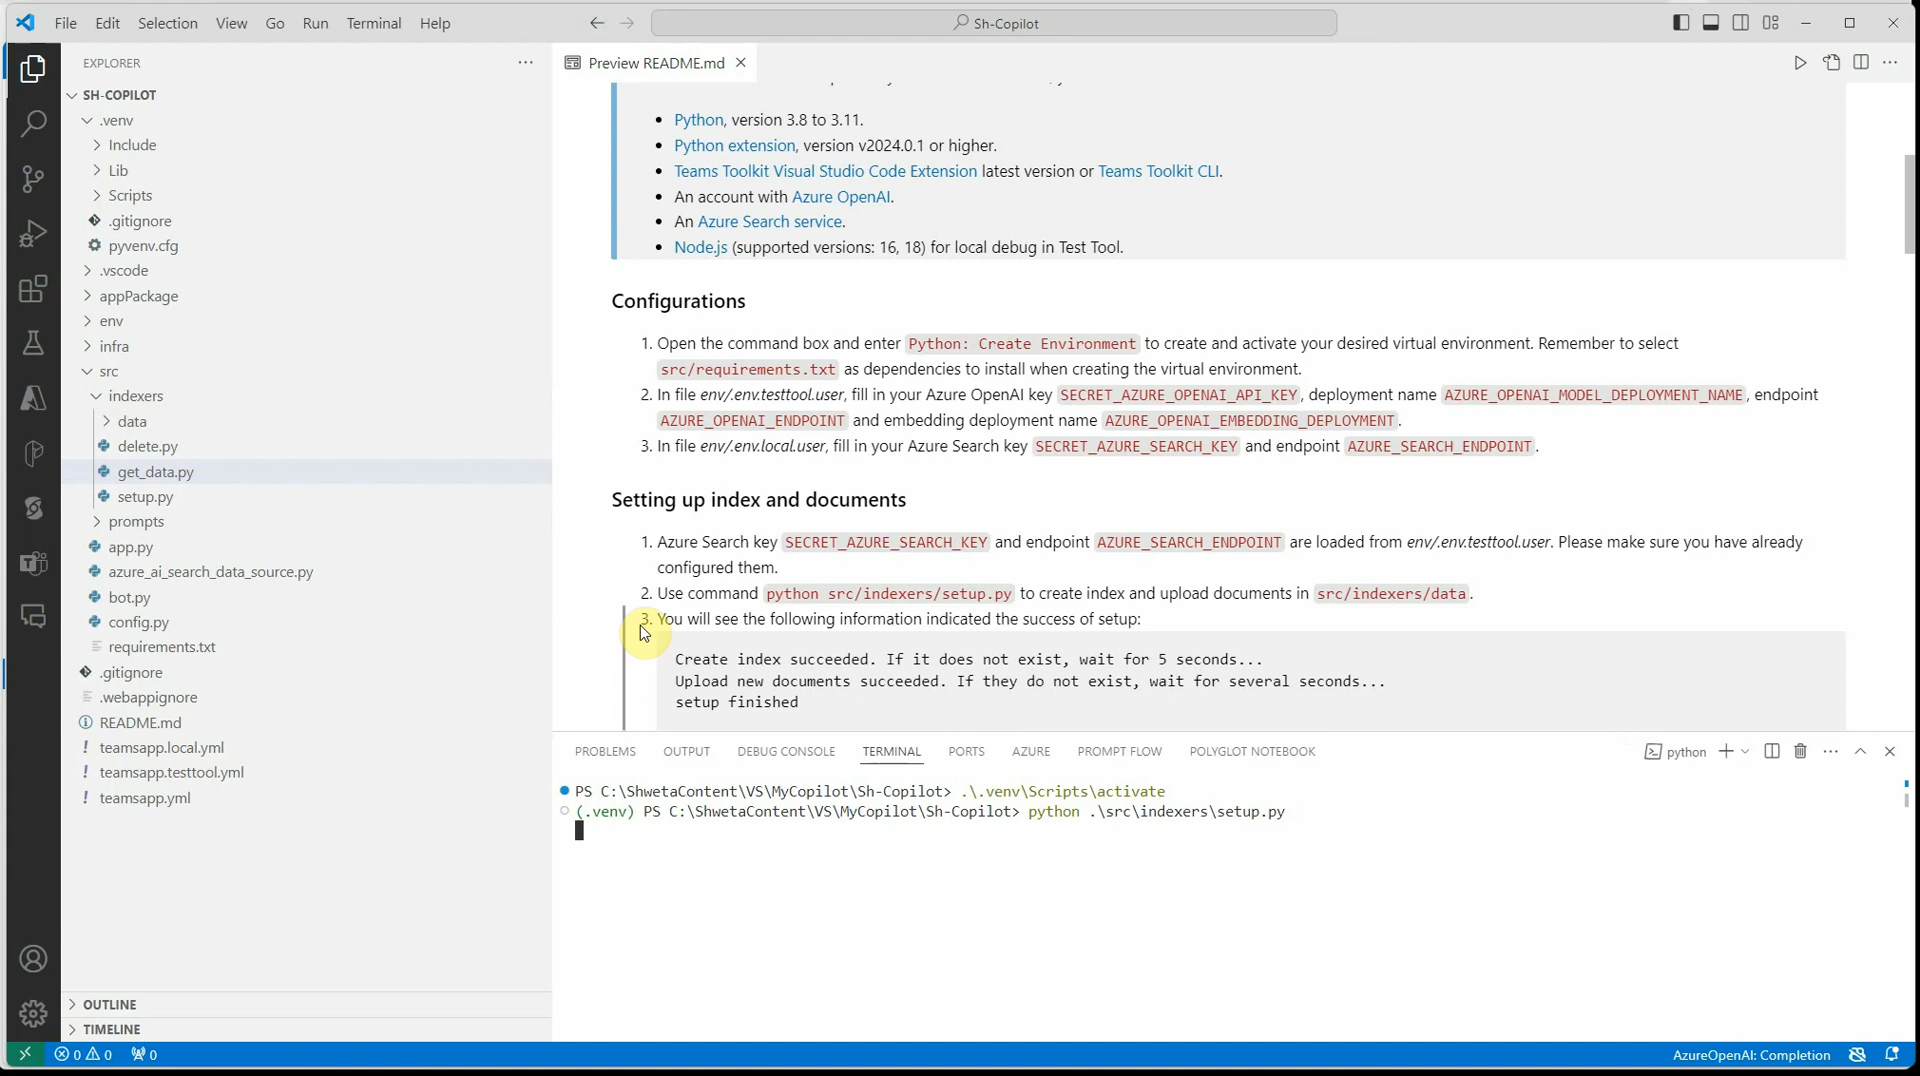 File Edit Selection View Go Run Terminal Help
Sh-Copilot
EXPLORER
SH-COPILOT
.venv
Include
Lib
Scripts
.gitignore
pyvenv.cfg
.vscode
appPackage
env
infra
src
indexers
data
delete.py
get_data.py
setup.py
prompts
app.py
azure_ai_search_data_source.py
bot.py
config.py
requirements.txt
.gitignore
.webappignore
README.md
teamsapp.local.yml
teamsapp.testtool.yml
teamsapp.yml
OUTLINE
TIMELINE
Preview README.md
Python, version 3.8 to 3.11.
Python extension, version v2024.0.1 or higher.
Teams Toolkit Visual Studio Code Extension latest version or Teams Toolkit CLI.
An account with Azure OpenAI.
An Azure Search service.
Node.js (supported versions: 16, 18) for local debug in Test Tool.
Configurations
1. Open the command box and enter Python: Create Environment to create and activate your desired virtual environment. Remember to select
src/requirements.txt as dependencies to install when creating the virtual environment.
2. In file env/.env.testtool.user, fill in your Azure OpenAI key SECRET_AZURE_OPENAI_API_KEY, deployment name AZURE_OPENAI_MODEL_DEPLOYMENT_NAME, endpoint
AZURE_OPENAI_ENDPOINT and embedding deployment name AZURE_OPENAI_EMBEDDING_DEPLOYMENT.
3. In file env/.env.local.user, fill in your Azure Search key SECRET_AZURE_SEARCH_KEY and endpoint AZURE_SEARCH_ENDPOINT.
Setting up index and documents
1. Azure Search key SECRET_AZURE_SEARCH_KEY and endpoint AZURE_SEARCH_ENDPOINT are loaded from env/.env.testtool.user. Please make sure you have already
configured them.
2. Use command python src/indexers/setup.py to create index and upload documents in src/indexers/data.
3. You will see the following information indicated the success of setup:
Create index succeeded. If it does not exist, wait for 5 seconds...
Upload new documents succeeded. If they do not exist, wait for several seconds...
setup finished
PROBLEMS OUTPUT DEBUG CONSOLE TERMINAL PORTS AZURE PROMPT FLOW POLYGLOT NOTEBOOK
python
PS C:\ShwetaContent\VS\MyCopilot\Sh-Copilot> .\.venv\Scripts\activate
(.venv) PS C:\ShwetaContent\VS\MyCopilot\Sh-Copilot> python .\src\indexers\setup.py
0 0 0
AzureOpenAI: Completion